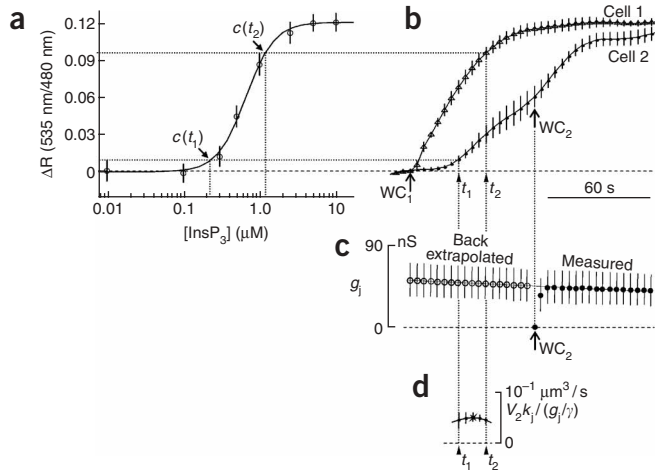 a
0.12
0.09
0.06
0.03
0
ΔR (535 nm/480 nm)
c(t2)
c(t1)
0.01
0.1
1.0
10
[InsP3] (μM)
b
Cell 1
Cell 2
WC1
WC2
t1
t2
60 s
c
90
nS
gj
0
Back
extrapolated
Measured
WC2
d
10⁻¹ μm³/s
V2kj/(gj/γ)
0
t1
t2